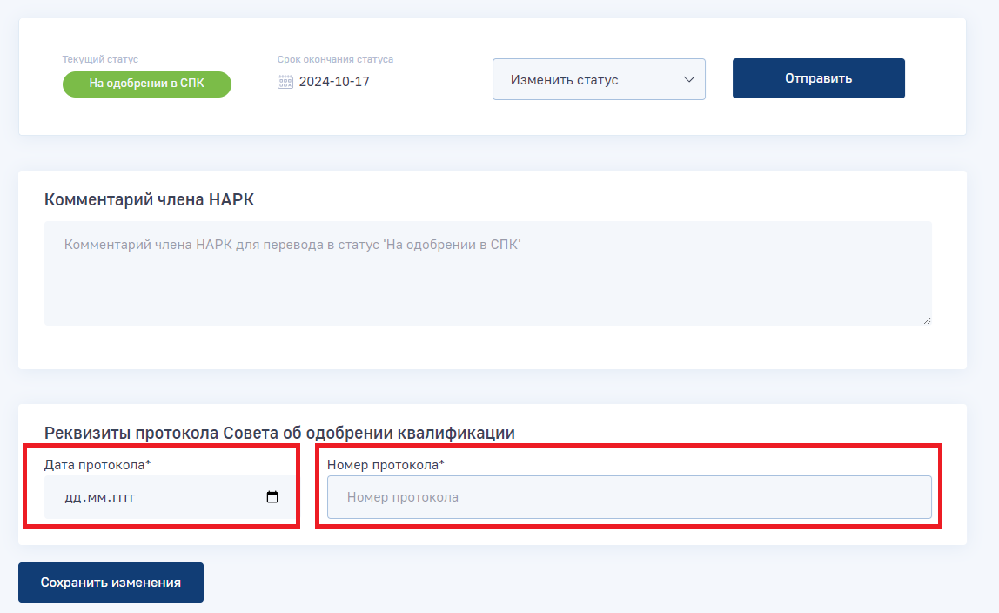 Текущий статус
На одобрении в СПК
Срок окончания статуса
2024-10-17
Изменить статус
Отправить
Комментарий члена НАРК
Комментарий члена НАРК для перевода в статус 'На одобрении в СПК'
Реквизиты протокола Совета об одобрении квалификации
Дата протокола*
дд.мм.гггг
Номер протокола*
Номер протокола
Сохранить изменения